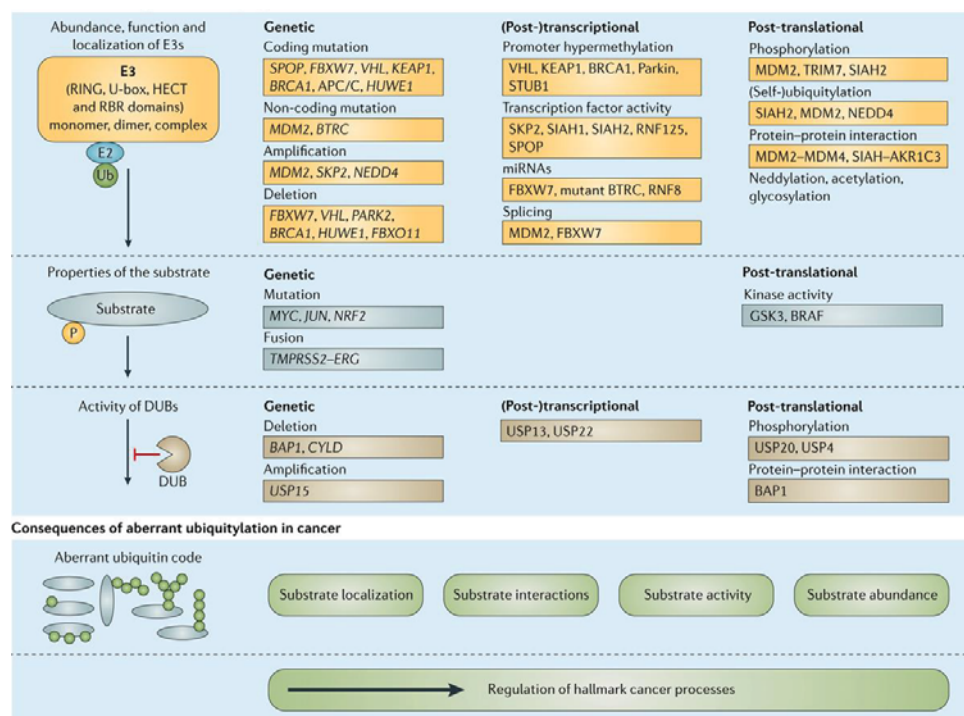 Abundance, function and
localization of E3s
E3
(RING, U-box, HECT
and RBR domains)
monomer, dimer, complex
E2
Ub
Genetic
Coding mutation
SPOP, FBXW7, VHL, KEAP1,
BRCA1, APC/C, HUWE1
Non-coding mutation
MDM2, BTRC
Amplification
MDM2, SKP2, NEDD4
Deletion
FBXW7, VHL, PARK2,
BRCA1, HUWE1, FBXO11
(Post-)transcriptional
Promoter hypermethylation
VHL, KEAP1, BRCA1, Parkin,
STUB1
Transcription factor activity
SKP2, SIAH1, SIAH2, RNF125,
SPOP
miRNAs
FBXW7, mutant BTRC, RNF8
Splicing
MDM2, FBXW7
Post-translational
Phosphorylation
MDM2, TRIM7, SIAH2
(Self-)ubiquitylation
SIAH2, MDM2, NEDD4
Protein–protein interaction
MDM2–MDM4, SIAH–AKR1C3
Neddylation, acetylation,
glycosylation
Properties of the substrate
Substrate
P
Genetic
Mutation
MYC, JUN, NRF2
Fusion
TMPRSS2–ERG
Post-translational
Kinase activity
GSK3, BRAF
Activity of DUBs
DUB
Genetic
Deletion
BAP1, CYLD
Amplification
USP15
(Post-)transcriptional
USP13, USP22
Post-translational
Phosphorylation
USP20, USP4
Protein–protein interaction
BAP1
Consequences of aberrant ubiquitylation in cancer
Aberrant ubiquitin code
Substrate localization
Substrate interactions
Substrate activity
Substrate abundance
Regulation of hallmark cancer processes